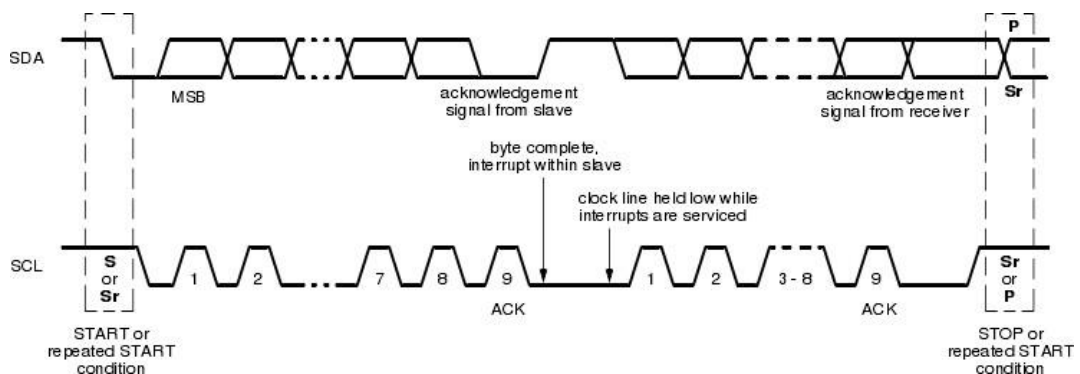 P
SDA
MSB
acknowledgement
signal from slave
acknowledgement
signal from receiver
Sr
byte complete,
interrupt within slave
clock line held low while
interrupts are serviced
SCL
S
or
Sr
1
2
7
8
9
1
2
3 - 8
9
Sr
or
P
ACK
ACK
START or
repeated START
condition
STOP or
repeated START
condition